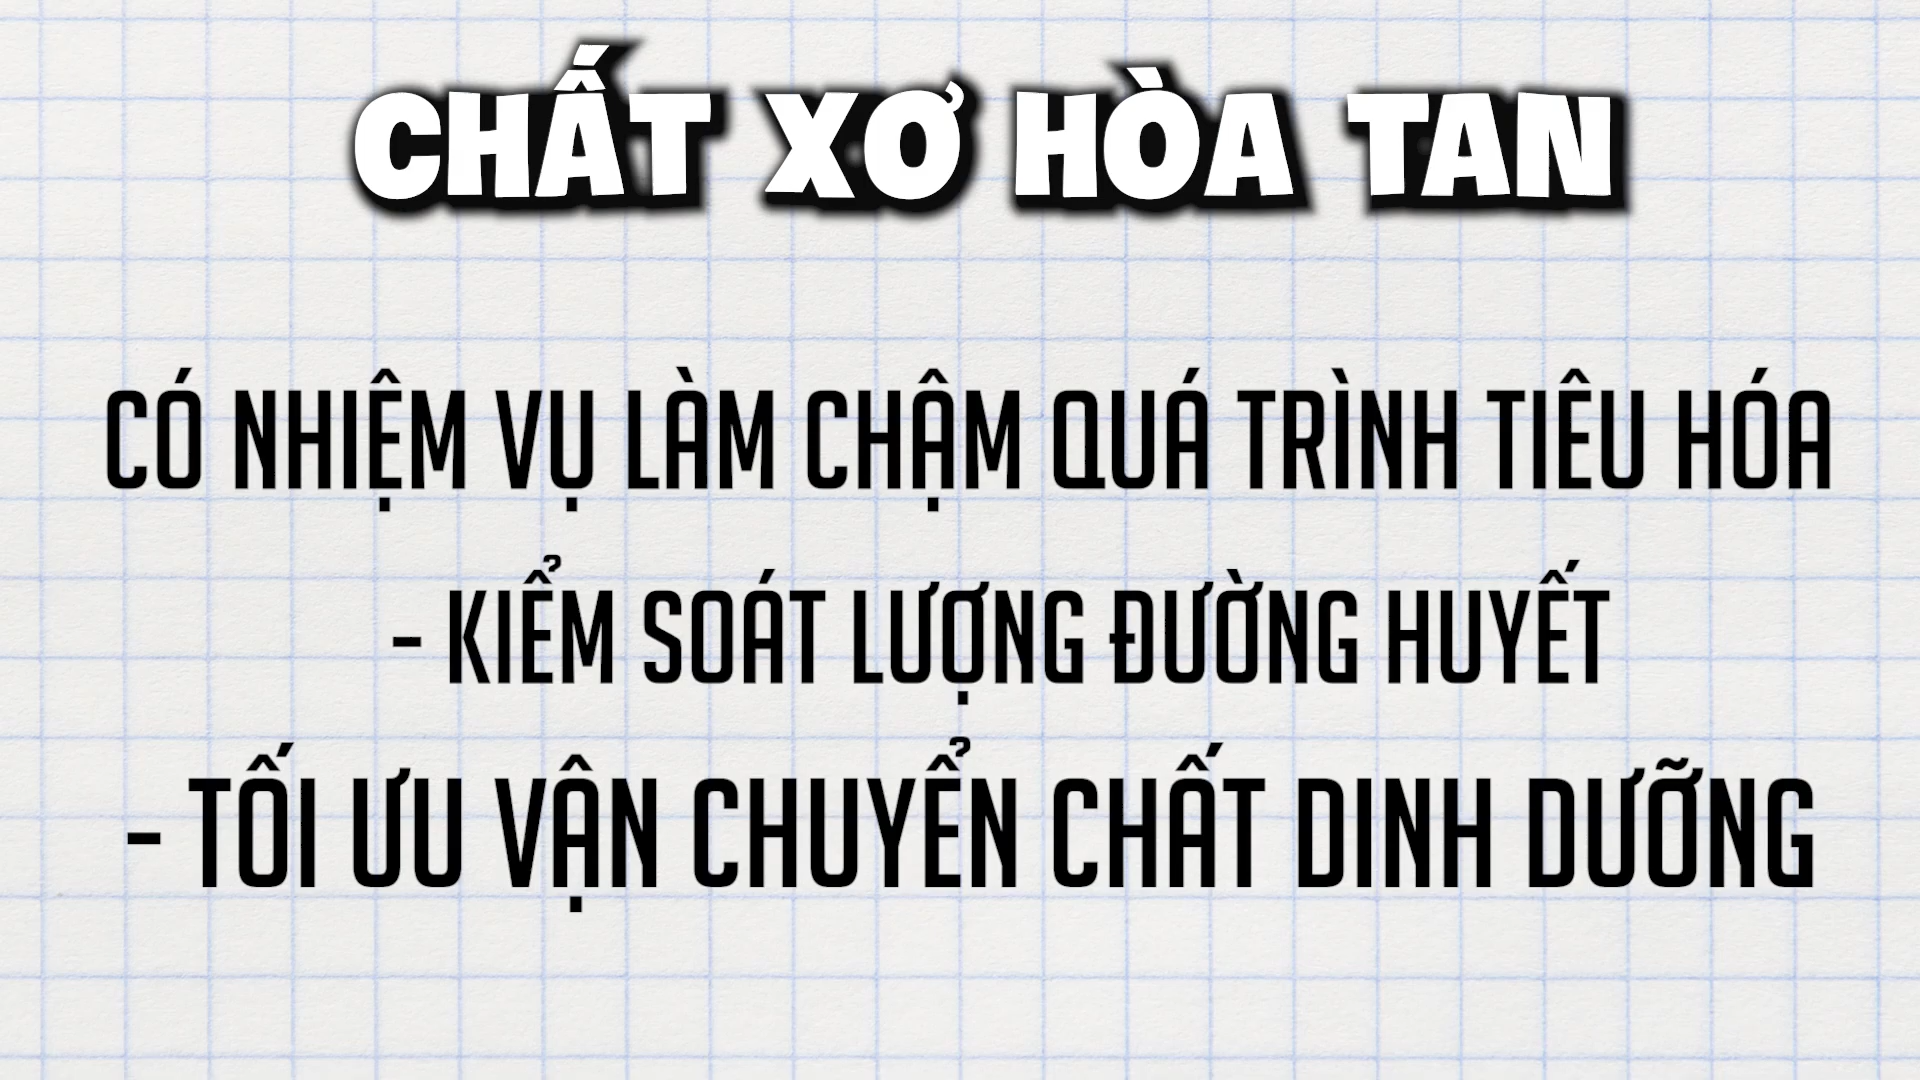 CHẤT XƠ HÒA TAN
CÓ NHIỆM VỤ LÀM CHẬM QUÁ TRÌNH TIÊU HÓA
- KIỂM SOÁT LƯỢNG ĐƯỜNG HUYẾT
- TỐI ƯU VẬN CHUYỂN CHẤT DINH DƯỠNG